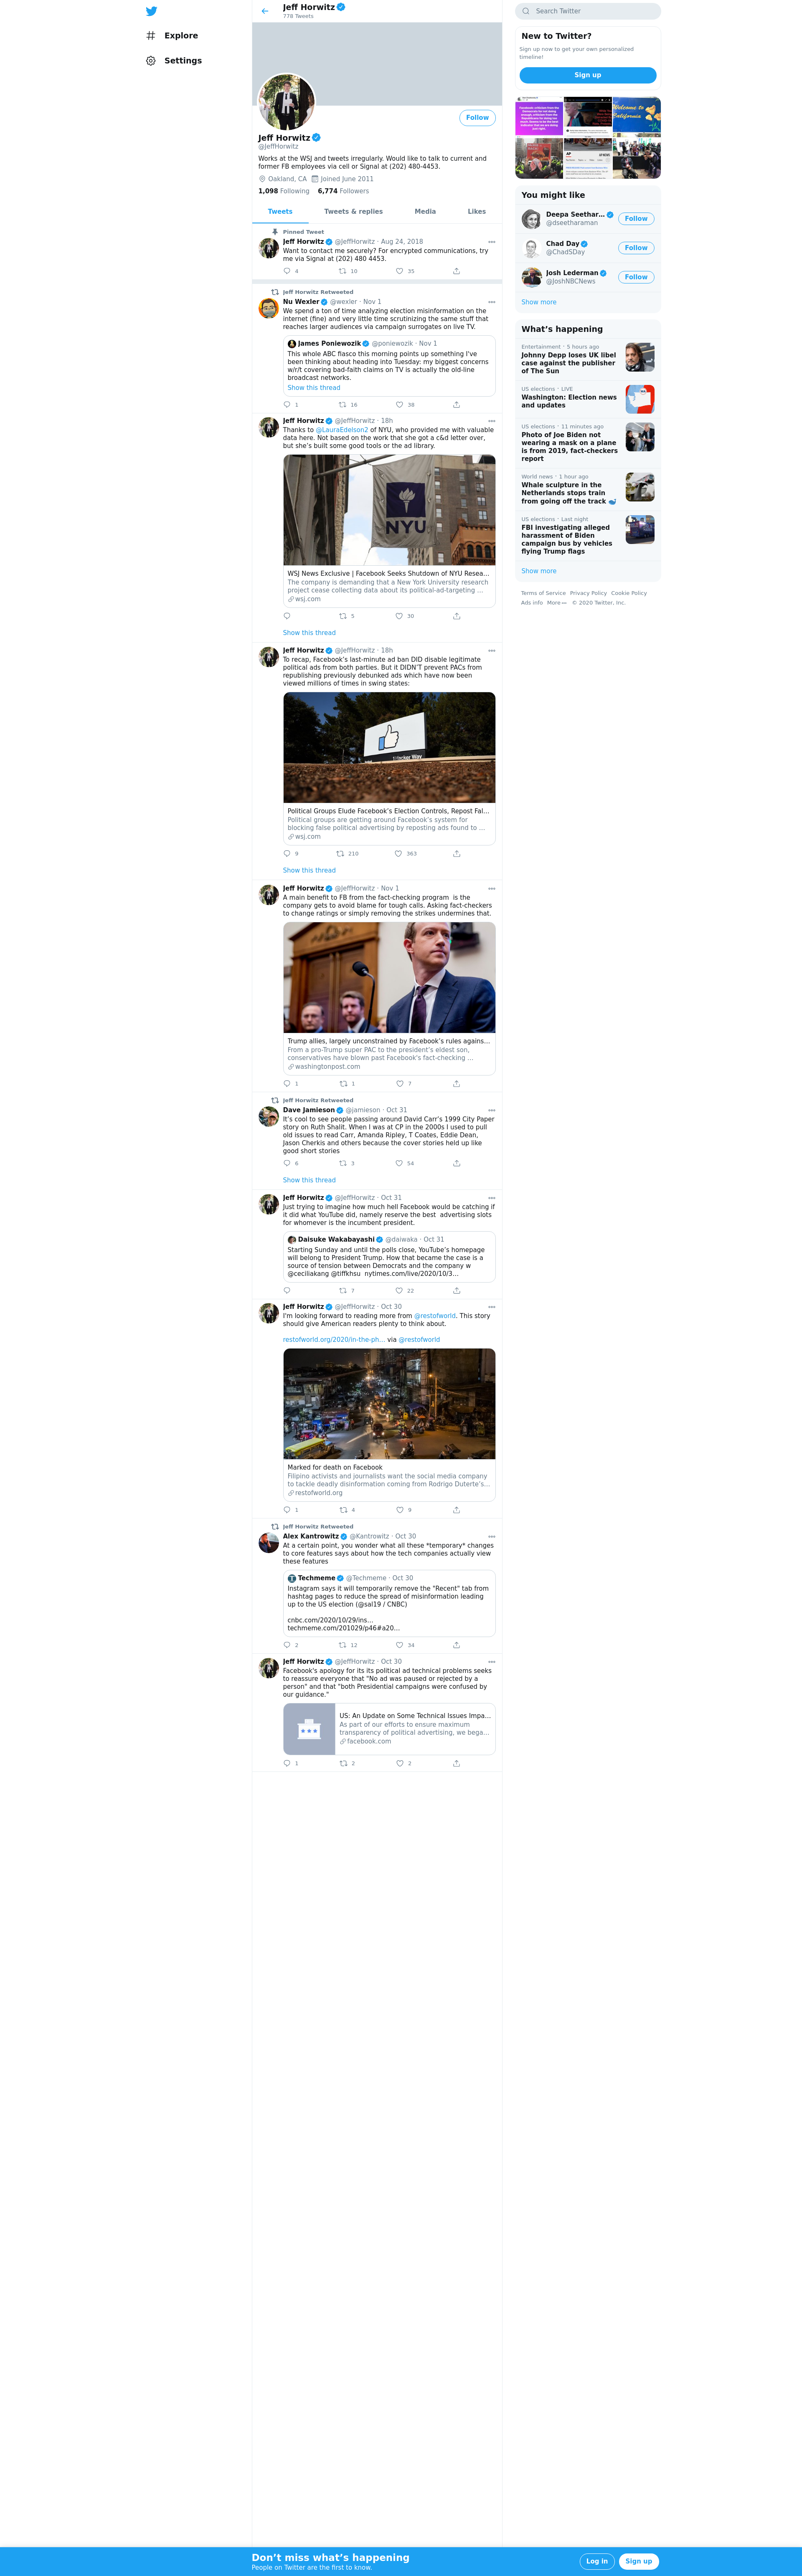 Explore
Settings
Jeff Horwitz
778 Tweets
Follow
Jeff Horwitz
@JeffHorwitz
Works at the WSJ and tweets irregularly. Would like to talk to current and
former FB employees via cell or Signal at (202) 480-4453.
Oakland, CA Joined June 2011
1,098 Following 6,774 Followers
Tweets Tweets & replies Media Likes
Pinned Tweet
Jeff Horwitz @JeffHorwitz · Aug 24, 2018
Want to contact me securely? For encrypted communications, try
me via Signal at (202) 480 4453.
4 10 35
Jeff Horwitz Retweeted
Nu Wexler @wexler · Nov 1
We spend a ton of time analyzing election misinformation on the
internet (fine) and very little time scrutinizing the same stuff that
reaches larger audiences via campaign surrogates on live TV.
James Poniewozik @poniewozik · Nov 1
This whole ABC fiasco this morning points up something I've
been thinking about heading into Tuesday: my biggest concerns
w/r/t covering bad-faith claims on TV is actually the old-line
broadcast networks.
Show this thread
1 16 38
Jeff Horwitz @JeffHorwitz · 18h
Thanks to @LauraEdelson2 of NYU, who provided me with valuable
data here. Not based on the work that she got a c&d letter over,
but she’s built some good tools or the ad library.
NYU
WSJ News Exclusive | Facebook Seeks Shutdown of NYU Resea...
The company is demanding that a New York University research
project cease collecting data about its political-ad-targeting ...
wsj.com
5 30
Show this thread
Jeff Horwitz @JeffHorwitz · 18h
To recap, Facebook’s last-minute ad ban DID disable legitimate
political ads from both parties. But it DIDN’T prevent PACs from
republishing previously debunked ads which have now been
viewed millions of times in swing states:
Political Groups Elude Facebook’s Election Controls, Repost Fal...
Political groups are getting around Facebook’s system for
blocking false political advertising by reposting ads found to ...
wsj.com
9 210 363
Show this thread
Jeff Horwitz @JeffHorwitz · Nov 1
A main benefit to FB from the fact-checking program is the
company gets to avoid blame for tough calls. Asking fact-checkers
to change ratings or simply removing the strikes undermines that.
Trump allies, largely unconstrained by Facebook’s rules agains...
From a pro-Trump super PAC to the president’s eldest son,
conservatives have blown past Facebook’s fact-checking ...
washingtonpost.com
1 1 7
Jeff Horwitz Retweeted
Dave Jamieson @jamieson · Oct 31
It’s cool to see people passing around David Carr’s 1999 City Paper
story on Ruth Shalit. When I was at CP in the 2000s I used to pull
old issues to read Carr, Amanda Ripley, T Coates, Eddie Dean,
Jason Cherkis and others because the cover stories held up like
good short stories
6 3 54
Show this thread
Jeff Horwitz @JeffHorwitz · Oct 31
Just trying to imagine how much hell Facebook would be catching if
it did what YouTube did, namely reserve the best advertising slots
for whomever is the incumbent president.
Daisuke Wakabayashi @daiwaka · Oct 31
Starting Sunday and until the polls close, YouTube’s homepage
will belong to President Trump. How that became the case is a
source of tension between Democrats and the company w
@ceciliakang @tiffkhsu nytimes.com/live/2020/10/3...
7 22
Jeff Horwitz @JeffHorwitz · Oct 30
I'm looking forward to reading more from @restofworld. This story
should give American readers plenty to think about.
restofworld.org/2020/in-the-ph... via @restofworld
Marked for death on Facebook
Filipino activists and journalists want the social media company
to tackle deadly disinformation coming from Rodrigo Duterte’s...
restofworld.org
1 4 9
Jeff Horwitz Retweeted
Alex Kantrowitz @Kantrowitz · Oct 30
At a certain point, you wonder what all these *temporary* changes
to core features says about how the tech companies actually view
these features
Techmeme @Techmeme · Oct 30
Instagram says it will temporarily remove the "Recent" tab from
hashtag pages to reduce the spread of misinformation leading
up to the US election (@sal19 / CNBC)
cnbc.com/2020/10/29/ins...
techmeme.com/201029/p46#a20...
2 12 34
Jeff Horwitz @JeffHorwitz · Oct 30
Facebook's apology for its its political ad technical problems seeks
to reassure everyone that "No ad was paused or rejected by a
person" and that "both Presidential campaigns were confused by
our guidance."
US: An Update on Some Technical Issues Impa...
As part of our efforts to ensure maximum
transparency of political advertising, we bega...
facebook.com
1 2 2
Search Twitter
New to Twitter?
Sign up now to get your own personalized
timeline!
Sign up
Welcome to
You might like
Deepa Seethar...
@dseetharaman
Follow
Chad Day
@ChadSDay
Follow
Josh Lederman
@JoshNBCNews
Follow
Show more
What’s happening
Entertainment · 5 hours ago
Johnny Depp loses UK libel
case against the publisher
of The Sun
US elections · LIVE
Washington: Election news
and updates
US elections · 11 minutes ago
Photo of Joe Biden not
wearing a mask on a plane
is from 2019, fact-checkers
report
World news · 1 hour ago
Whale sculpture in the
Netherlands stops train
from going off the track
US elections · Last night
FBI investigating alleged
harassment of Biden
campaign bus by vehicles
flying Trump flags
Show more
Terms of Service Privacy Policy Cookie Policy
Ads info More © 2020 Twitter, Inc.
Don’t miss what’s happening
People on Twitter are the first to know.
Log in
Sign up